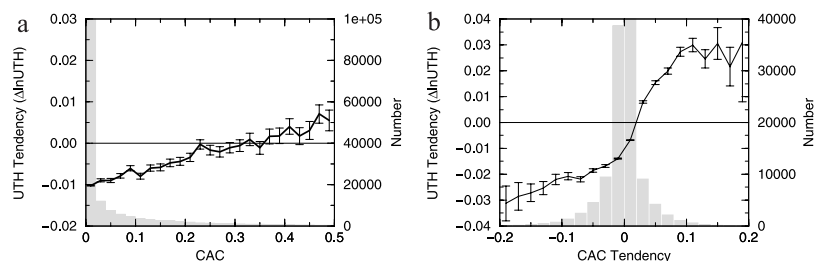 a
0.03
0.02
0.01
0.00
−0.01
−0.02
UTH Tendency (ΔlnUTH)
1e+05
80000
60000
40000
20000
0
Number
0 0.1 0.2 0.3 0.4 0.5
CAC
b
0.04
0.03
0.02
0.01
0.00
−0.01
−0.02
−0.03
−0.04
UTH Tendency (ΔlnUTH)
40000
30000
20000
10000
0
Number
−0.2 −0.1 0 0.1 0.2
CAC Tendency